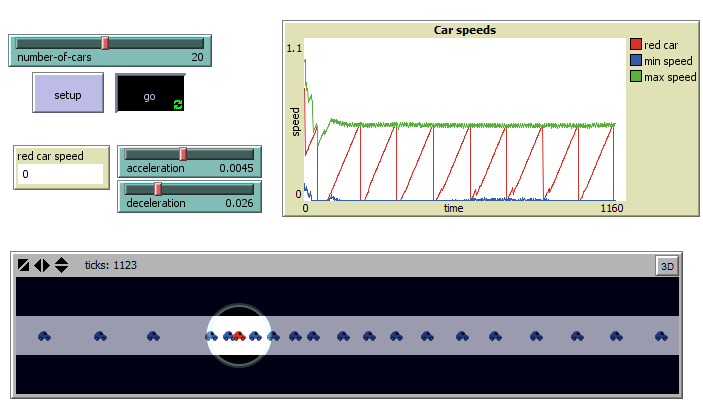 number-of-cars 20
setup
go
red car speed
0
acceleration 0.0045
deceleration 0.026
Car speeds
1.1
speed
0
0
time
1160
red car
min speed
max speed
ticks: 1123
3D